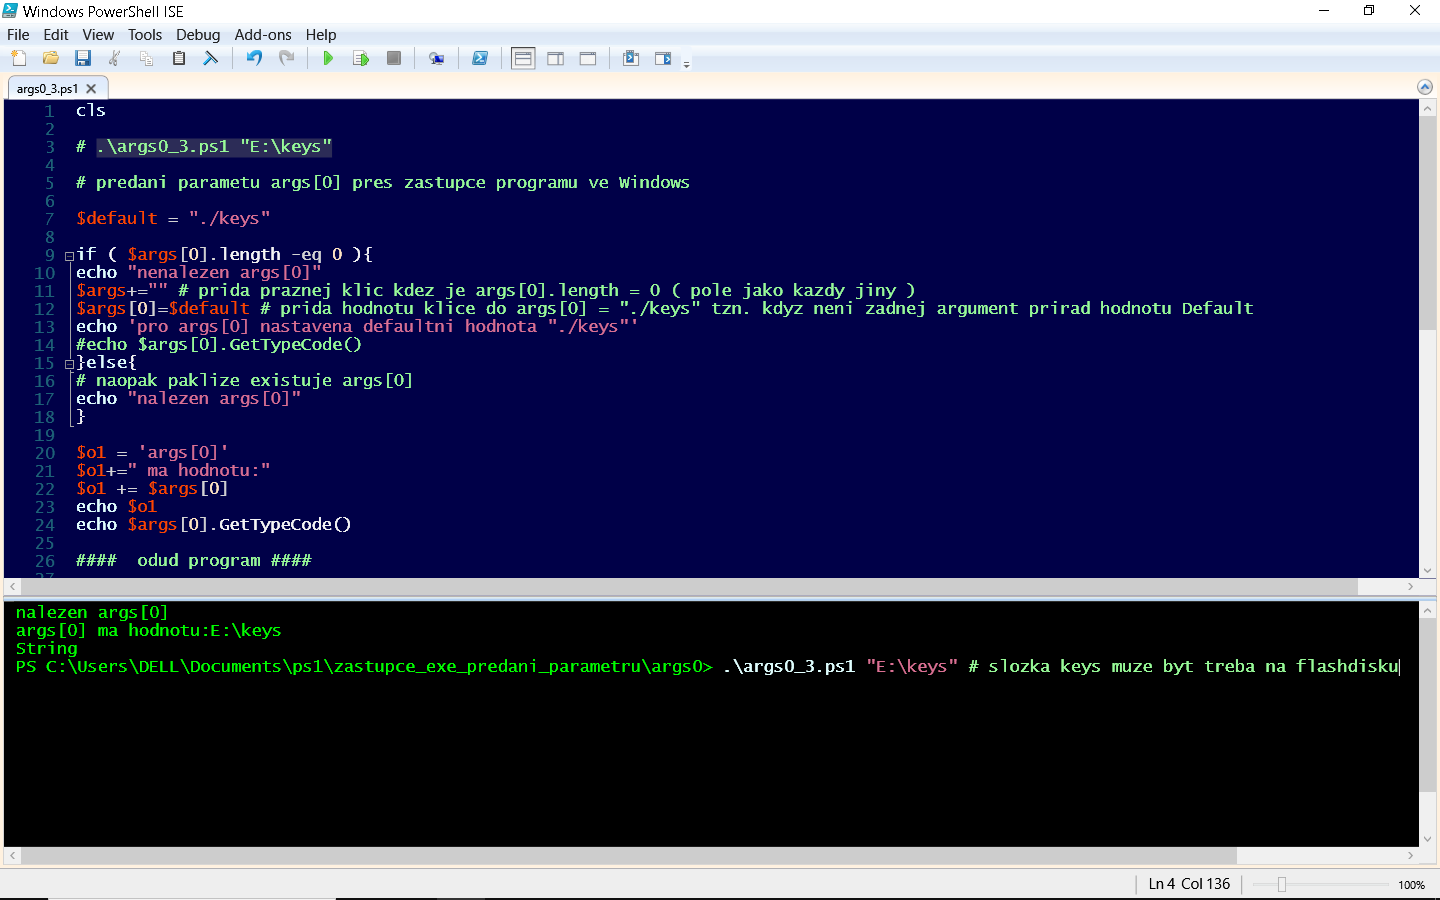 Windows PowerShell ISE
File Edit View Tools Debug Add-ons Help
args0_3.ps1
1 cls
2
3 # .\args0_3.ps1 "E:\keys"
4
5 # predani parametu args[0] pres zastupce programu ve Windows
6
7 $default = "./keys"
8
9 if ( $args[0].length -eq 0 ){
10 echo "nenalezen args[0]"
11 $args+="" # prida praznej klic kdez je args[0].length = 0 ( pole jako kazdy jiny )
12 $args[0]=$default # prida hodnotu klice do args[0] = "./keys" tzn. kdyz neni zadnej argument prirad hodnotu Default
13 echo 'pro args[0] nastavena defaultni hodnota "./keys"'
14 #echo $args[0].GetTypeCode()
15 }else{
16 # naopak paklize existuje args[0]
17 echo "nalezen args[0]"
18 }
19
20 $o1 = 'args[0]'
21 $o1+=" ma hodnotu:"
22 $o1 += $args[0]
23 echo $o1
24 echo $args[0].GetTypeCode()
25
26 #### odud program ####
27
nalezen args[0]
args[0] ma hodnotu:E:\keys
String
PS C:\Users\DELL\Documents\ps1\zastupce_exe_predani_parametru\args0> .\args0_3.ps1 "E:\keys" # slozka keys muze byt treba na flashdisku
Ln 4 Col 136 100%